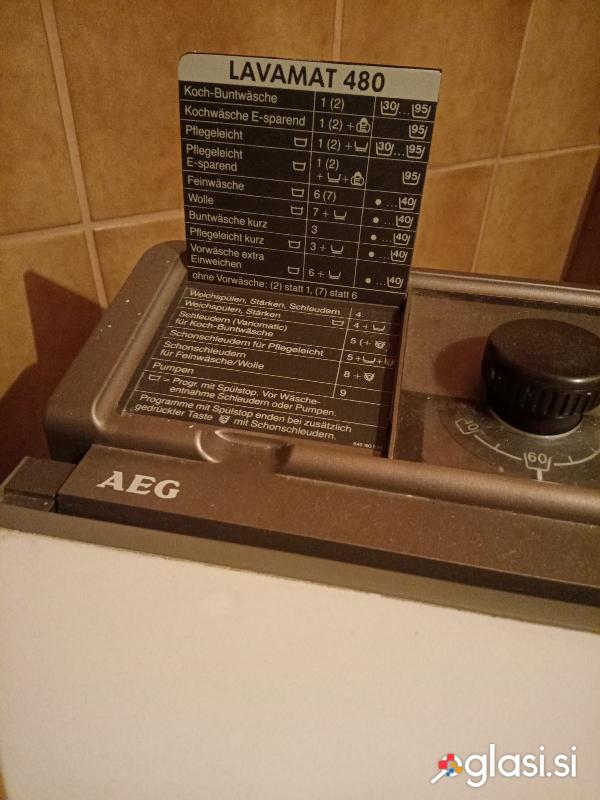 LAVAMAT 480
Koch-Buntwäsche 1 (2) 30...95
Kochwäsche E-sparend 1 (2) + 95
Pflegeleicht 1 (2) + 30...95
Pflegeleicht
E-sparend 1 (2) + + 95
Feinwäsche 6 (7) ...40
Wolle 7 + ...40
Buntwäsche kurz 3 ...40
Pflegeleicht kurz 3 + ...40
Vorwäsche extra
Einweichen 6 + ...40
ohne Vorwäsche: (2) statt 1, (7) statt 6
Weichspülen, Stärken, Schleudern 4
Weichspülen, Stärken 4 +
Schleudern (Variomatic)
für Koch-Buntwäsche 5 (+
Schonschleudern für Pflegeleicht 5 + +
Schonschleudern
für Feinwäsche/Wolle 8 +
Pumpen 9
= Progr. mit Spülstop. Vor Wäsche-
entnahme Schleudern oder Pumpen.
Programme mit Spülstop enden bei zusätzlich
gedrückter Taste mit Schonschleudern.
70
60
AEG
oglasi.si